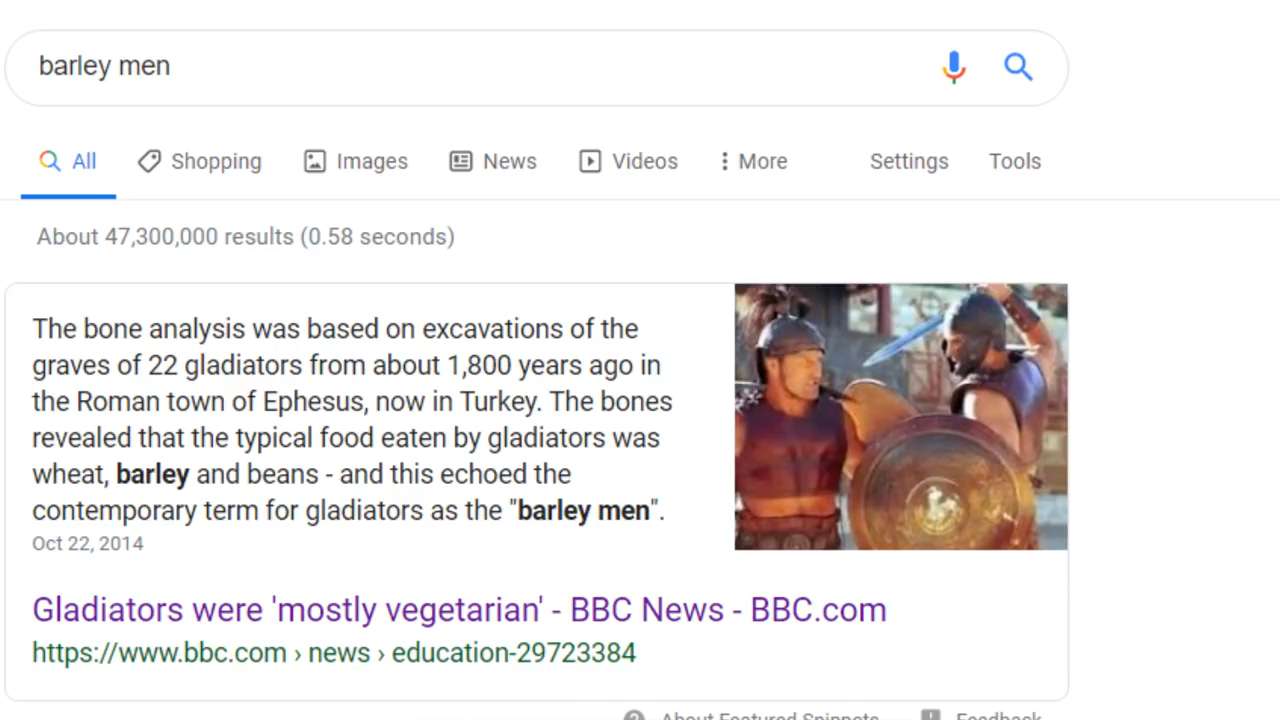 barley men
All Shopping Images News Videos More Settings Tools
About 47,300,000 results (0.58 seconds)
The bone analysis was based on excavations of the
graves of 22 gladiators from about 1,800 years ago in
the Roman town of Ephesus, now in Turkey. The bones
revealed that the typical food eaten by gladiators was
wheat, barley and beans - and this echoed the
contemporary term for gladiators as the "barley men".
Oct 22, 2014
Gladiators were 'mostly vegetarian' - BBC News - BBC.com
https://www.bbc.com › news › education-29723384
About Featured Snippets Feedback